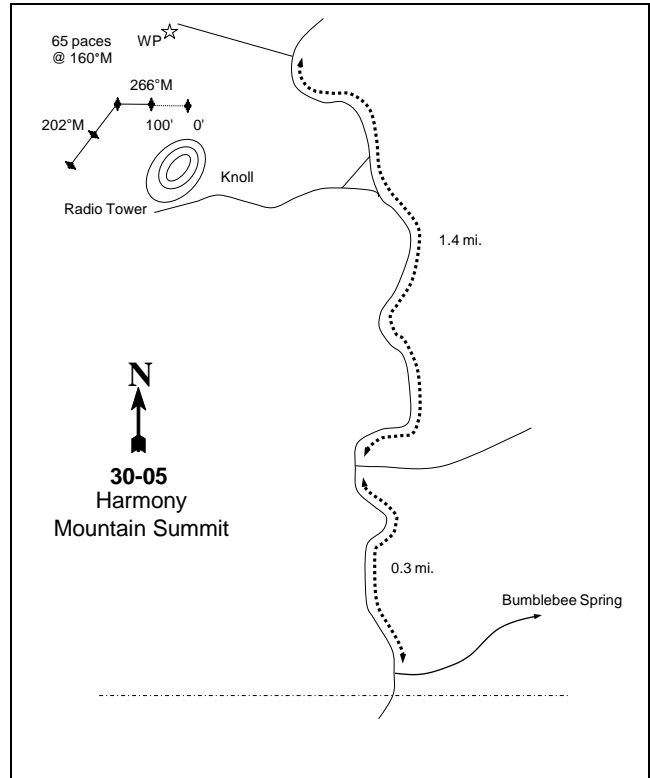 65 paces
@ 160°M
WP
266°M
202°M
100'
0'
Knoll
Radio Tower
1.4 mi.
N
30-05
Harmony
Mountain Summit
0.3 mi.
Bumblebee Spring